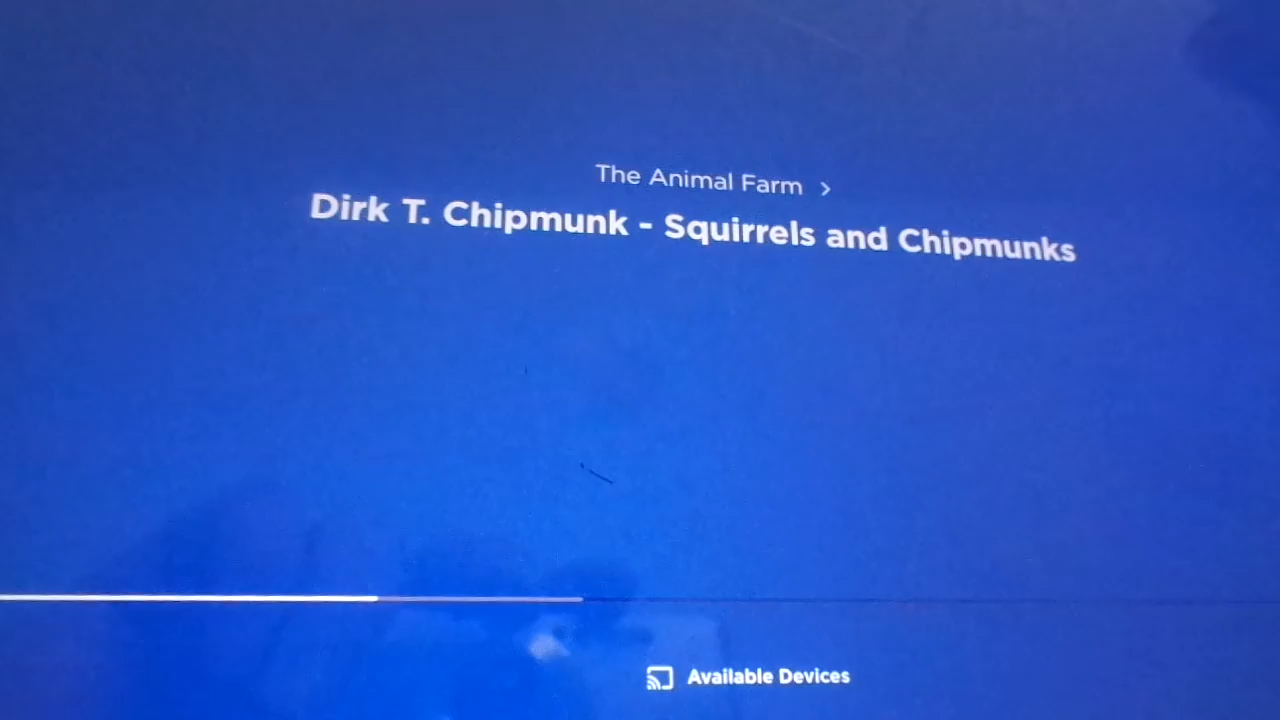 The Animal Farm
Dirk T. Chipmunk - Squirrels and Chipmunks
Available Devices